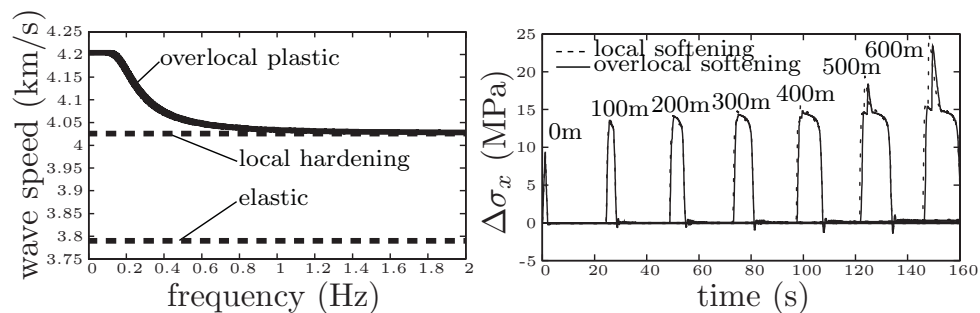 wave speed (km/s)
4.25
4.2
4.15
4.1
4.05
4
3.95
3.9
3.85
3.8
3.75
overlocal plastic
local hardening
elastic
0 0.2 0.4 0.6 0.8 1 1.2 1.4 1.6 1.8 2
frequency (Hz)
Δσx (MPa)
25
20
15
10
5
0
-5
local softening
overlocal softening
0m
100m
200m
300m
400m
500m
600m
0 20 40 60 80 100 120 140 160
time (s)